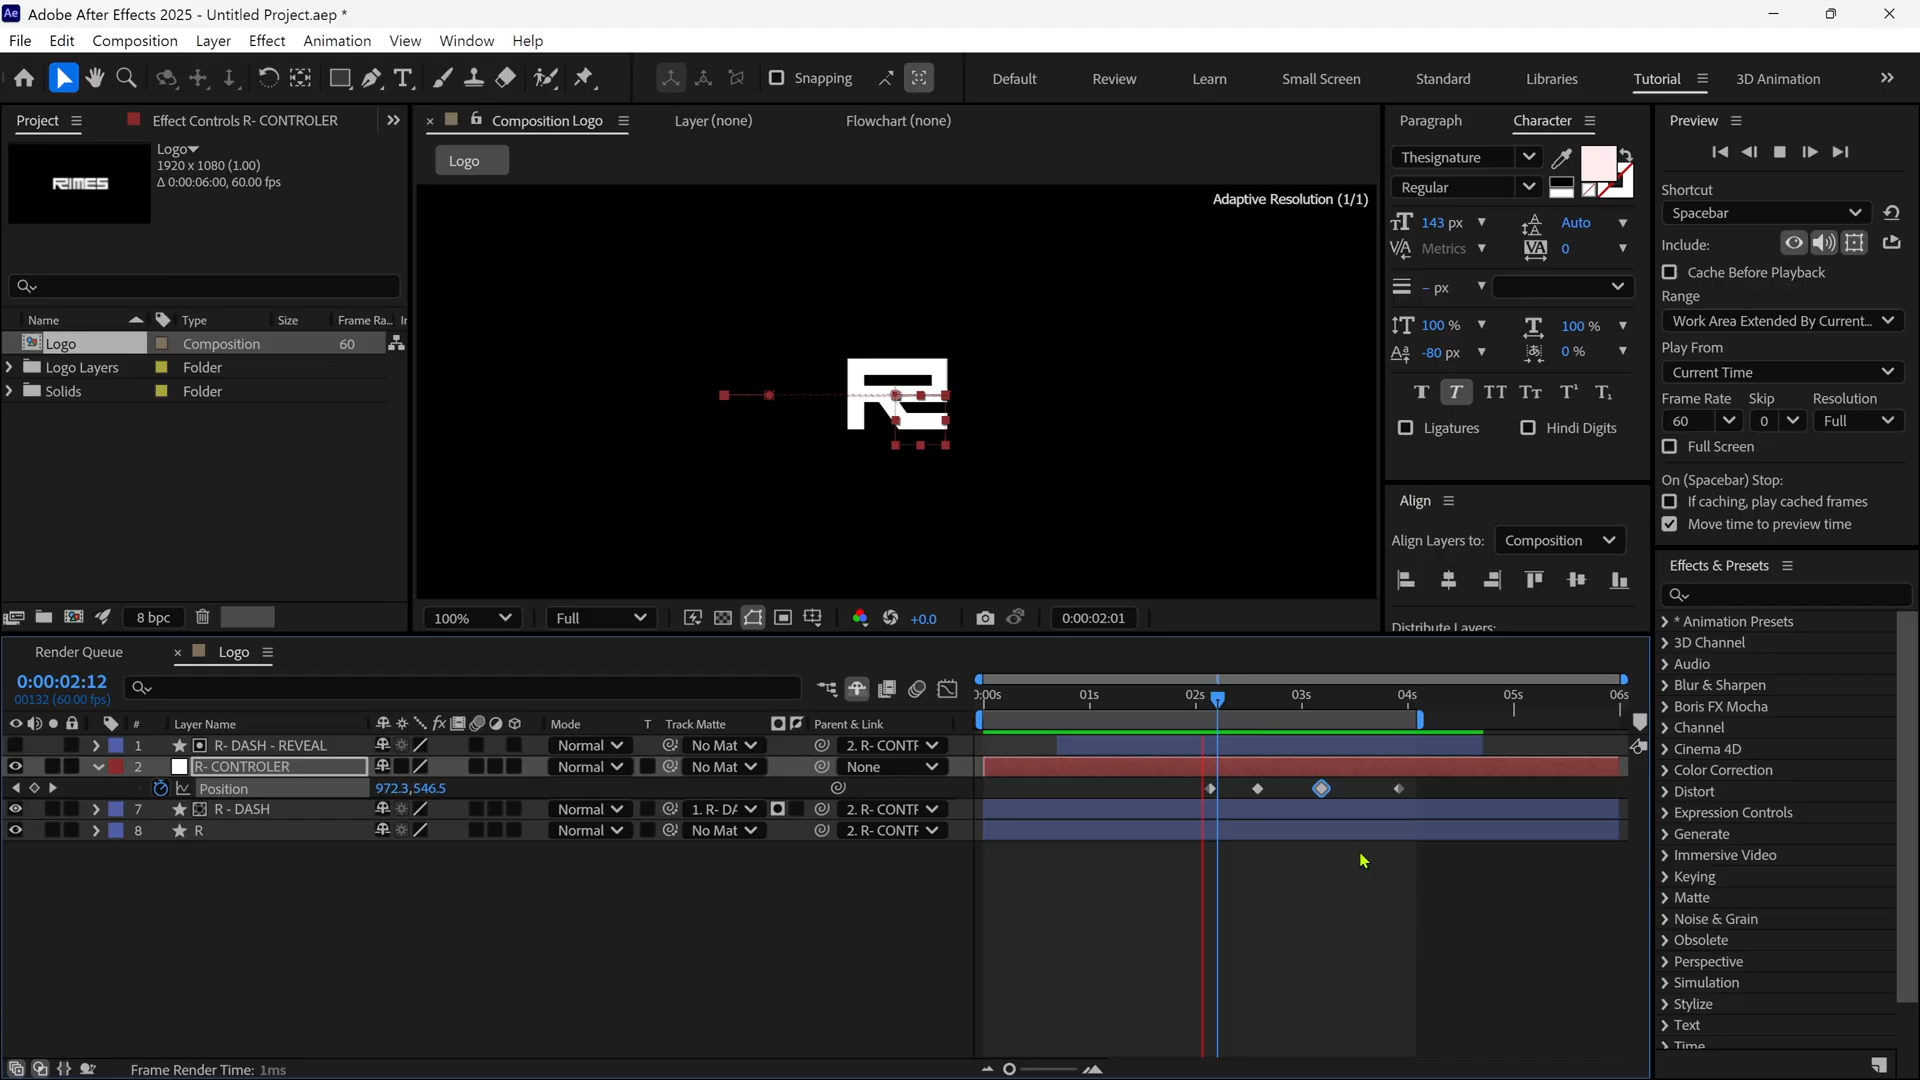 Ae Adobe After Effects 2025 - Untitled Project.aep *
File Edit Composition Layer Effect Animation View Window Help
Snapping
Default Review Learn Small Screen Standard Libraries Tutorial 3D Animation
Project Effect Controls R- CONTROLER
Composition Logo Layer (none) Flowchart (none)
Logo
1920 x 1080 (1.00)
Δ 0:00:06:00, 60.00 fps
RIMES
Logo
Adaptive Resolution (1/1)
Name Type Size Frame Ra...
Logo Composition 60
Logo Layers Folder
Solids Folder
8 bpc
100% Full +0.0 0:00:02:01
Paragraph Character
Thesignature
Regular
143 px Auto
Metrics 0
– px
100 % 100 %
-80 px 0 %
Ligatures Hindi Digits
Align
Align Layers to: Composition
Distribute Layers:
Preview
Shortcut
Spacebar
Include:
Cache Before Playback
Range
Work Area Extended By Current...
Play From
Current Time
Frame Rate Skip Resolution
60 0 Full
Full Screen
On (Spacebar) Stop:
If caching, play cached frames
Move time to preview time
Effects & Presets
* Animation Presets
3D Channel
Audio
Blur & Sharpen
Boris FX Mocha
Channel
Cinema 4D
Color Correction
Distort
Expression Controls
Generate
Immersive Video
Keying
Matte
Noise & Grain
Obsolete
Perspective
Simulation
Stylize
Text
Time
Render Queue Logo
0:00:02:12
00132 (60.00 fps)
# Layer Name Mode T Track Matte Parent & Link
0:00s 01s 02s 03s 04s 05s 06s
1 R- DASH - REVEAL Normal No Mat 2. R- CONTF
2 R- CONTROLER Normal No Mat None
Position 972.3,546.5
7 R - DASH Normal 1. R- DA 2. R- CONTF
8 R Normal No Mat 2. R- CONTF
Frame Render Time: 1ms